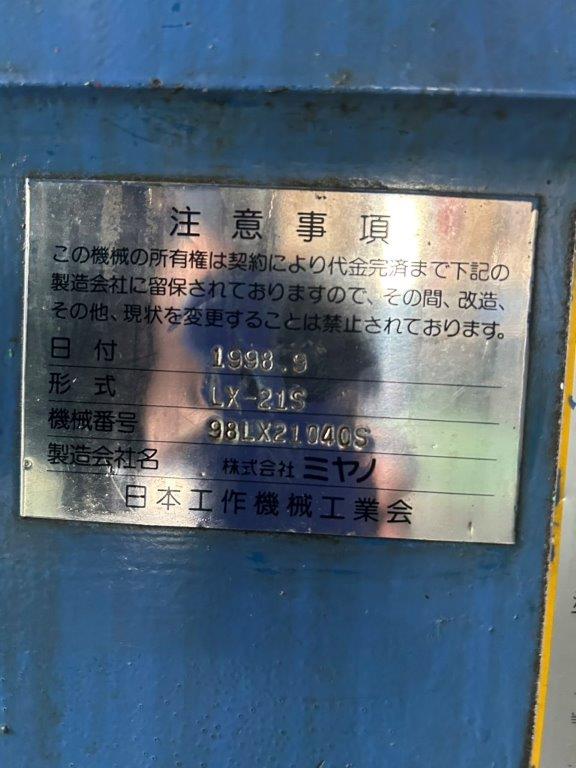 注意事項
この機械の所有権は契約により代金完済まで下記の
製造会社に留保されておりますので、その間、改造、
その他、現状を変更することは禁止されております。
日付 1998.9
形式 LX-21S
機械番号 98LX21040S
製造会社名 株式会社ミヤノ
日本工作機械工業会